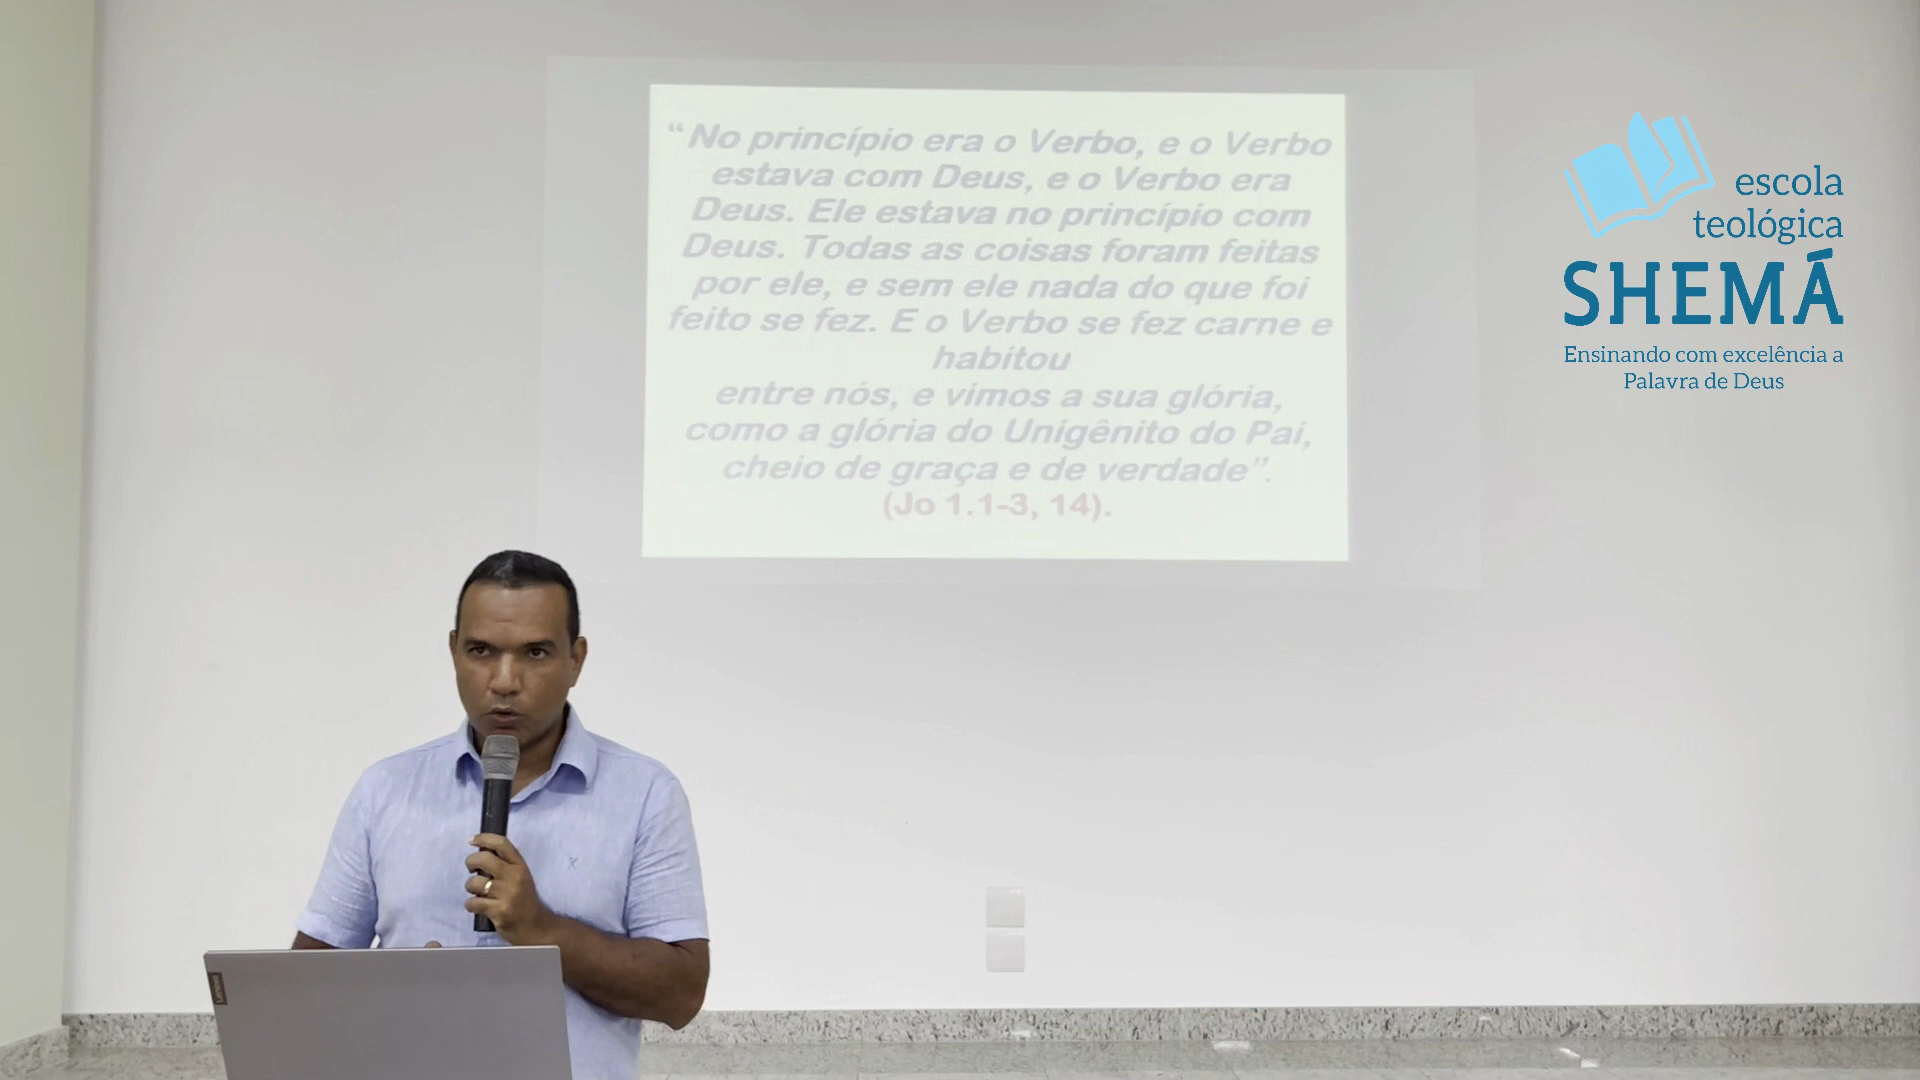 “No princípio era o Verbo, e o Verbo
estava com Deus, e o Verbo era
Deus. Ele estava no princípio com
Deus. Todas as coisas foram feitas
por ele, e sem ele nada do que foi
feito se fez. E o Verbo se fez carne e
habitou
entre nós, e vimos a sua glória,
como a glória do Unigênito do Pai,
cheio de graça e de verdade”.
(Jo 1.1-3, 14).
escola
teológica
SHEMÁ
Ensinando com excelência a
Palavra de Deus
Lenovo